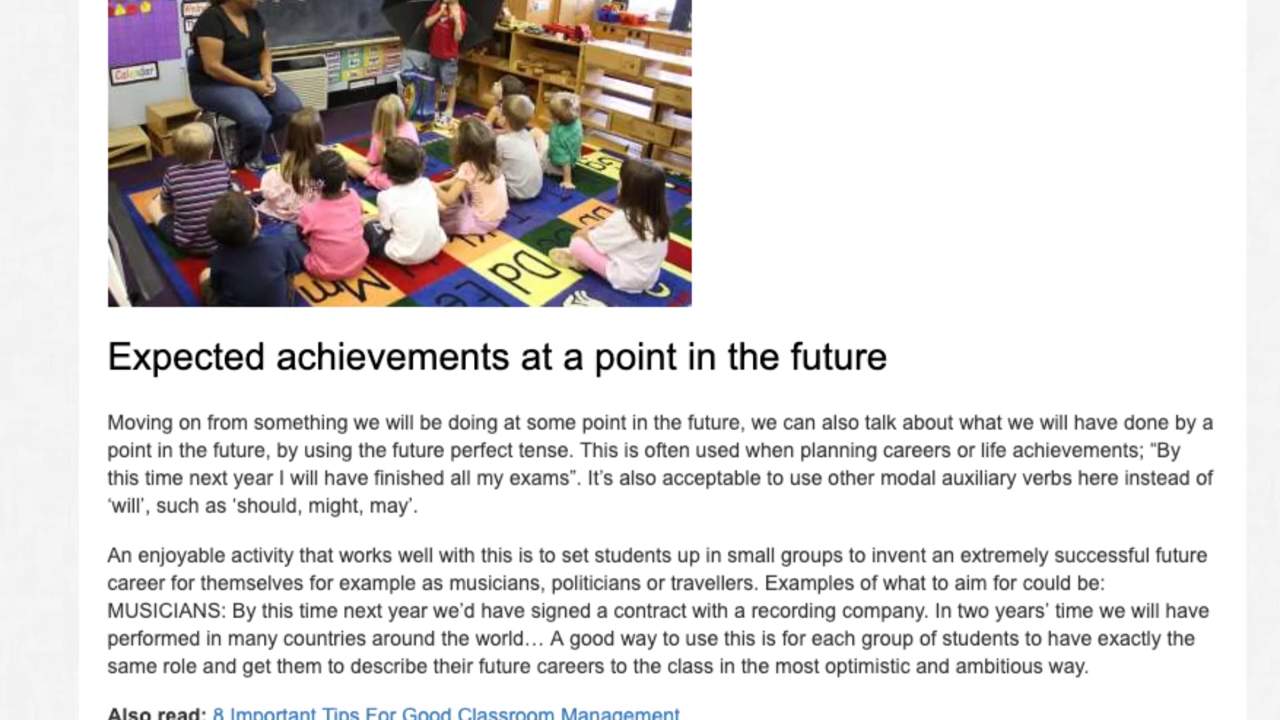 Calendar
Mm
Dd
Expected achievements at a point in the future
Moving on from something we will be doing at some point in the future, we can also talk about what we will have done by a
point in the future, by using the future perfect tense. This is often used when planning careers or life achievements; “By
this time next year I will have finished all my exams”. It’s also acceptable to use other modal auxiliary verbs here instead of
‘will’, such as ‘should, might, may’.
An enjoyable activity that works well with this is to set students up in small groups to invent an extremely successful future
career for themselves for example as musicians, politicians or travellers. Examples of what to aim for could be:
MUSICIANS: By this time next year we’d have signed a contract with a recording company. In two years’ time we will have
performed in many countries around the world… A good way to use this is for each group of students to have exactly the
same role and get them to describe their future careers to the class in the most optimistic and ambitious way.
Also read: 8 Important Tips For Good Classroom Management